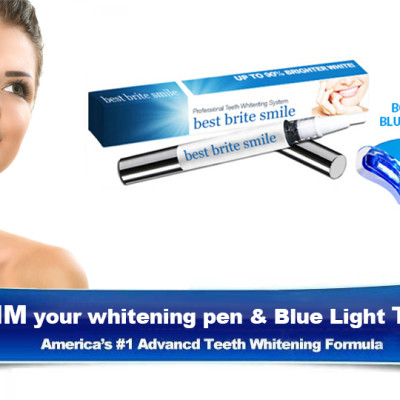 UP TO 90% BRIGHTER WHITE!
best brite smile
Professional Teeth Whitening System
best brite smile
best brite smile
BLU
IM your whitening pen & Blue Light T
America's #1 Advancd Teeth Whitening Formula